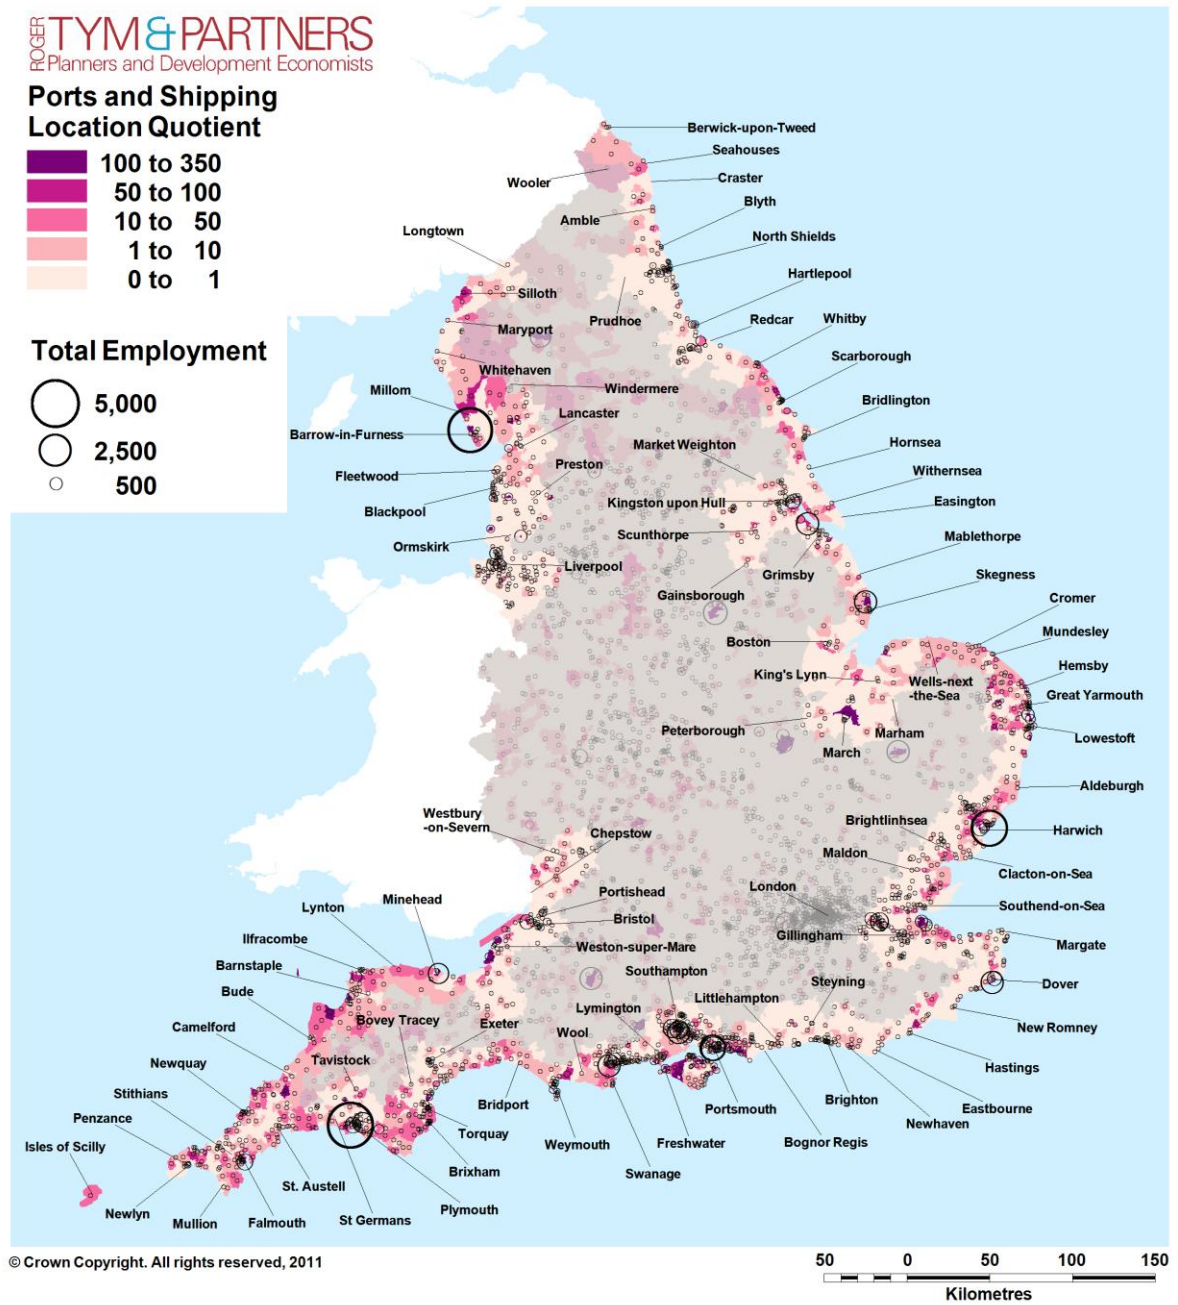 ROGER
TYM & PARTNERS
Planners and Development Economists
Ports and Shipping
Location Quotient
100 to 350
50 to 100
10 to 50
1 to 10
0 to 1
Total Employment
5,000
2,500
500
Berwick-upon-Tweed
Seahouses
Wooler
Craster
Blyth
Amble
Longtown
North Shields
Hartlepool
Silloth
Prudhoe
Redcar
Whitby
Maryport
Scarborough
Whitehaven
Millom
Windermere
Bridlington
Lancaster
Barrow-in-Furness
Market Weighton
Hornsea
Fleetwood
Preston
Withernsea
Kingston upon Hull
Easington
Blackpool
Scunthorpe
Mablethorpe
Ormskirk
Liverpool
Grimsby
Skegness
Gainsborough
Cromer
Boston
Mundesley
King's Lynn
Hemsby
Wells-next
-the-Sea
Great Yarmouth
Peterborough
Marham
March
Lowestoft
Aldeburgh
Westbury
-on-Severn
Chepstow
Brightlinhsea
Harwich
Maldon
Clacton-on-Sea
London
Portishead
Minehead
Lynton
Southend-on-Sea
Bristol
Gillingham
Ilfracombe
Weston-super-Mare
Margate
Barnstaple
Southampton
Steyning
Dover
Bude
Littlehampton
Lymington
Bovey Tracey
Exeter
Wool
New Romney
Camelford
Tavistock
Newquay
Hastings
Stithians
Bridport
Portsmouth
Brighton
Eastbourne
Penzance
Torquay
Weymouth
Freshwater
Bognor Regis
Newhaven
Isles of Scilly
Brixham
Swanage
St. Austell
Newlyn
Mullion
Falmouth
St Germans
Plymouth
© Crown Copyright. All rights reserved, 2011
50 0 50 100 150
Kilometres